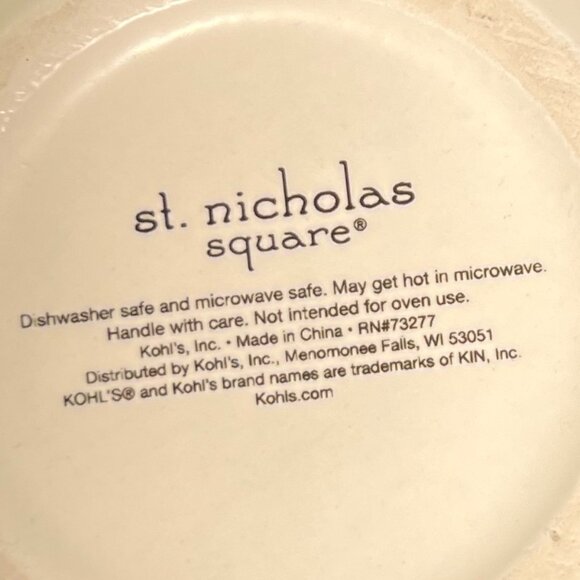 st. nicholas
square®
Dishwasher safe and microwave safe. May get hot in microwave.
Handle with care. Not intended for oven use.
Kohl's, Inc. • Made in China • RN#73277
Distributed by Kohl's, Inc., Menomonee Falls, WI 53051
KOHL'S® and Kohl's brand names are trademarks of KIN, Inc.
Kohls.com